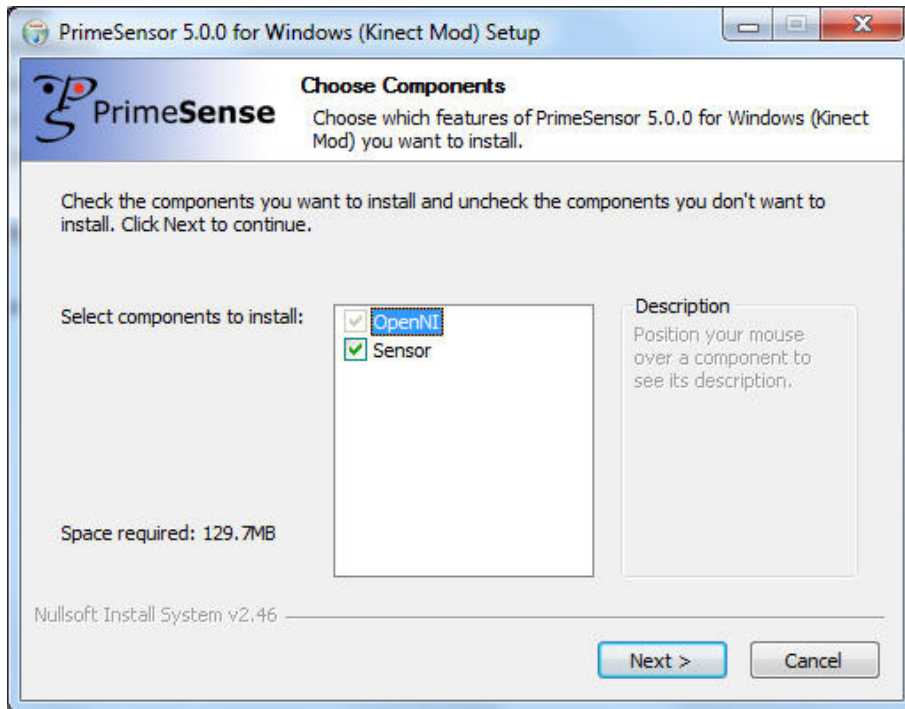 PrimeSensor 5.0.0 for Windows (Kinect Mod) Setup
PrimeSense
Choose Components
Choose which features of PrimeSensor 5.0.0 for Windows (Kinect
Mod) you want to install.
Check the components you want to install and uncheck the components you don't want to
install. Click Next to continue.
Select components to install:
OpenNI
Sensor
Description
Position your mouse
over a component to
see its description.
Space required: 129.7MB
Nullsoft Install System v2.46
Next >
Cancel